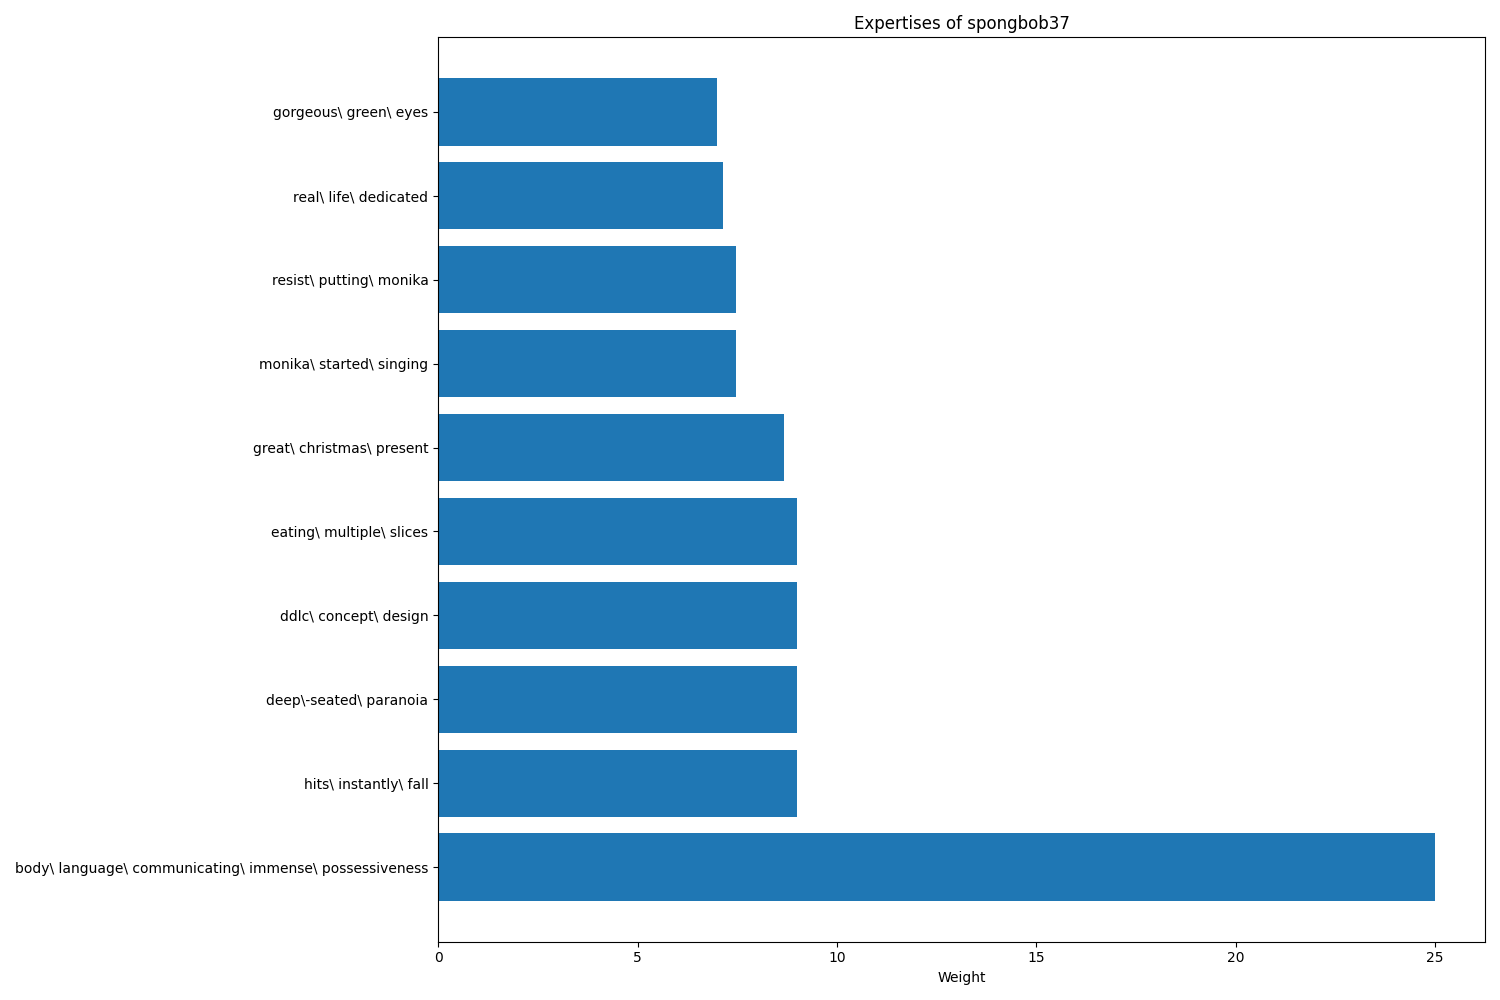 Expertises of spongbob37
gorgeous\ green\ eyes
real\ life\ dedicated
resist\ putting\ monika
monika\ started\ singing
great\ christmas\ present
eating\ multiple\ slices
ddlc\ concept\ design
deep\-seated\ paranoia
hits\ instantly\ fall
body\ language\ communicating\ immense\ possessiveness
0 5 10 15 20 25
Weight